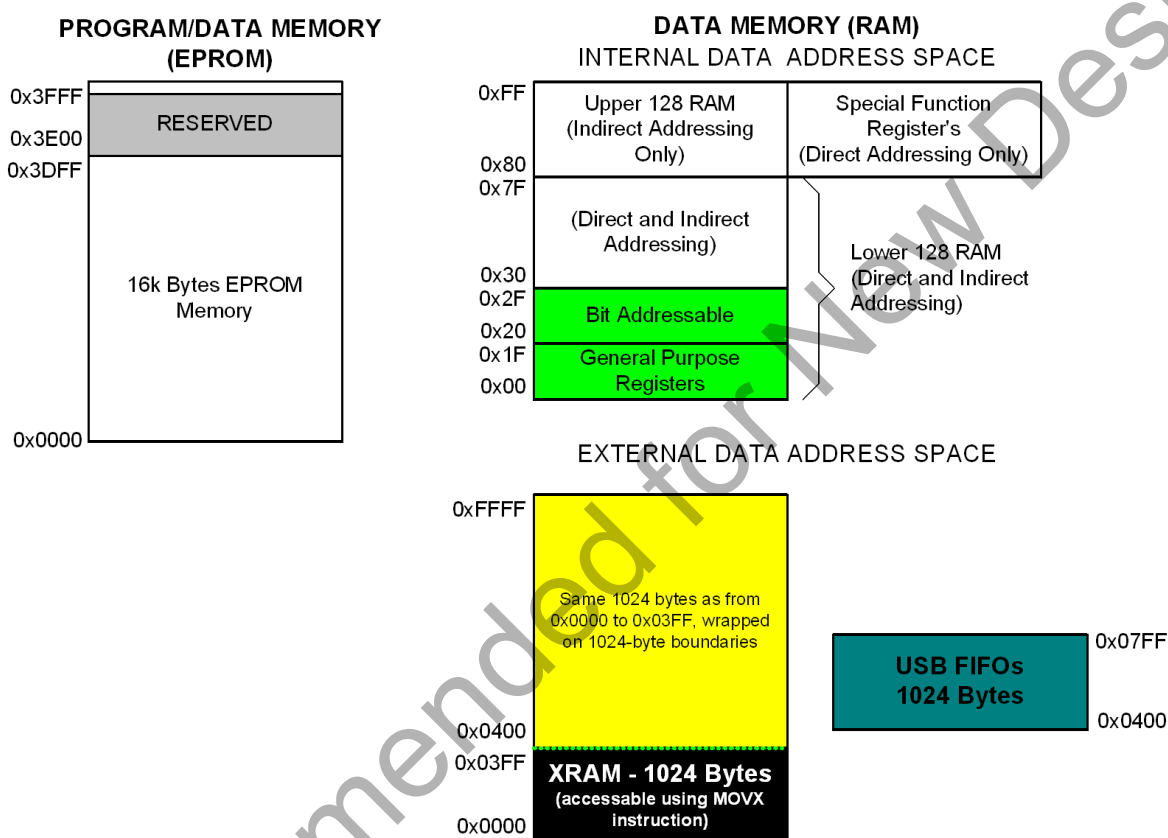 PROGRAM/DATA MEMORY
(EPROM)
0x3FFF
RESERVED
0x3E00
0x3DFF
16k Bytes EPROM
Memory
0x0000
DATA MEMORY (RAM)
INTERNAL DATA ADDRESS SPACE
0xFF
Upper 128 RAM
(Indirect Addressing
Only)
0x80
Special Function
Register's
(Direct Addressing Only)
0x7F
(Direct and Indirect
Addressing)
0x30
Lower 128 RAM
(Direct and Indirect
Addressing)
0x2F
Bit Addressable
0x20
0x1F
General Purpose
Registers
0x00
EXTERNAL DATA ADDRESS SPACE
0xFFFF
Same 1024 bytes as from
0x0000 to 0x03FF, wrapped
on 1024-byte boundaries
0x0400
0x03FF
XRAM - 1024 Bytes
(accessable using MOVX
instruction)
0x0000
0x07FF
USB FIFOs
1024 Bytes
0x0400
mended for New Des